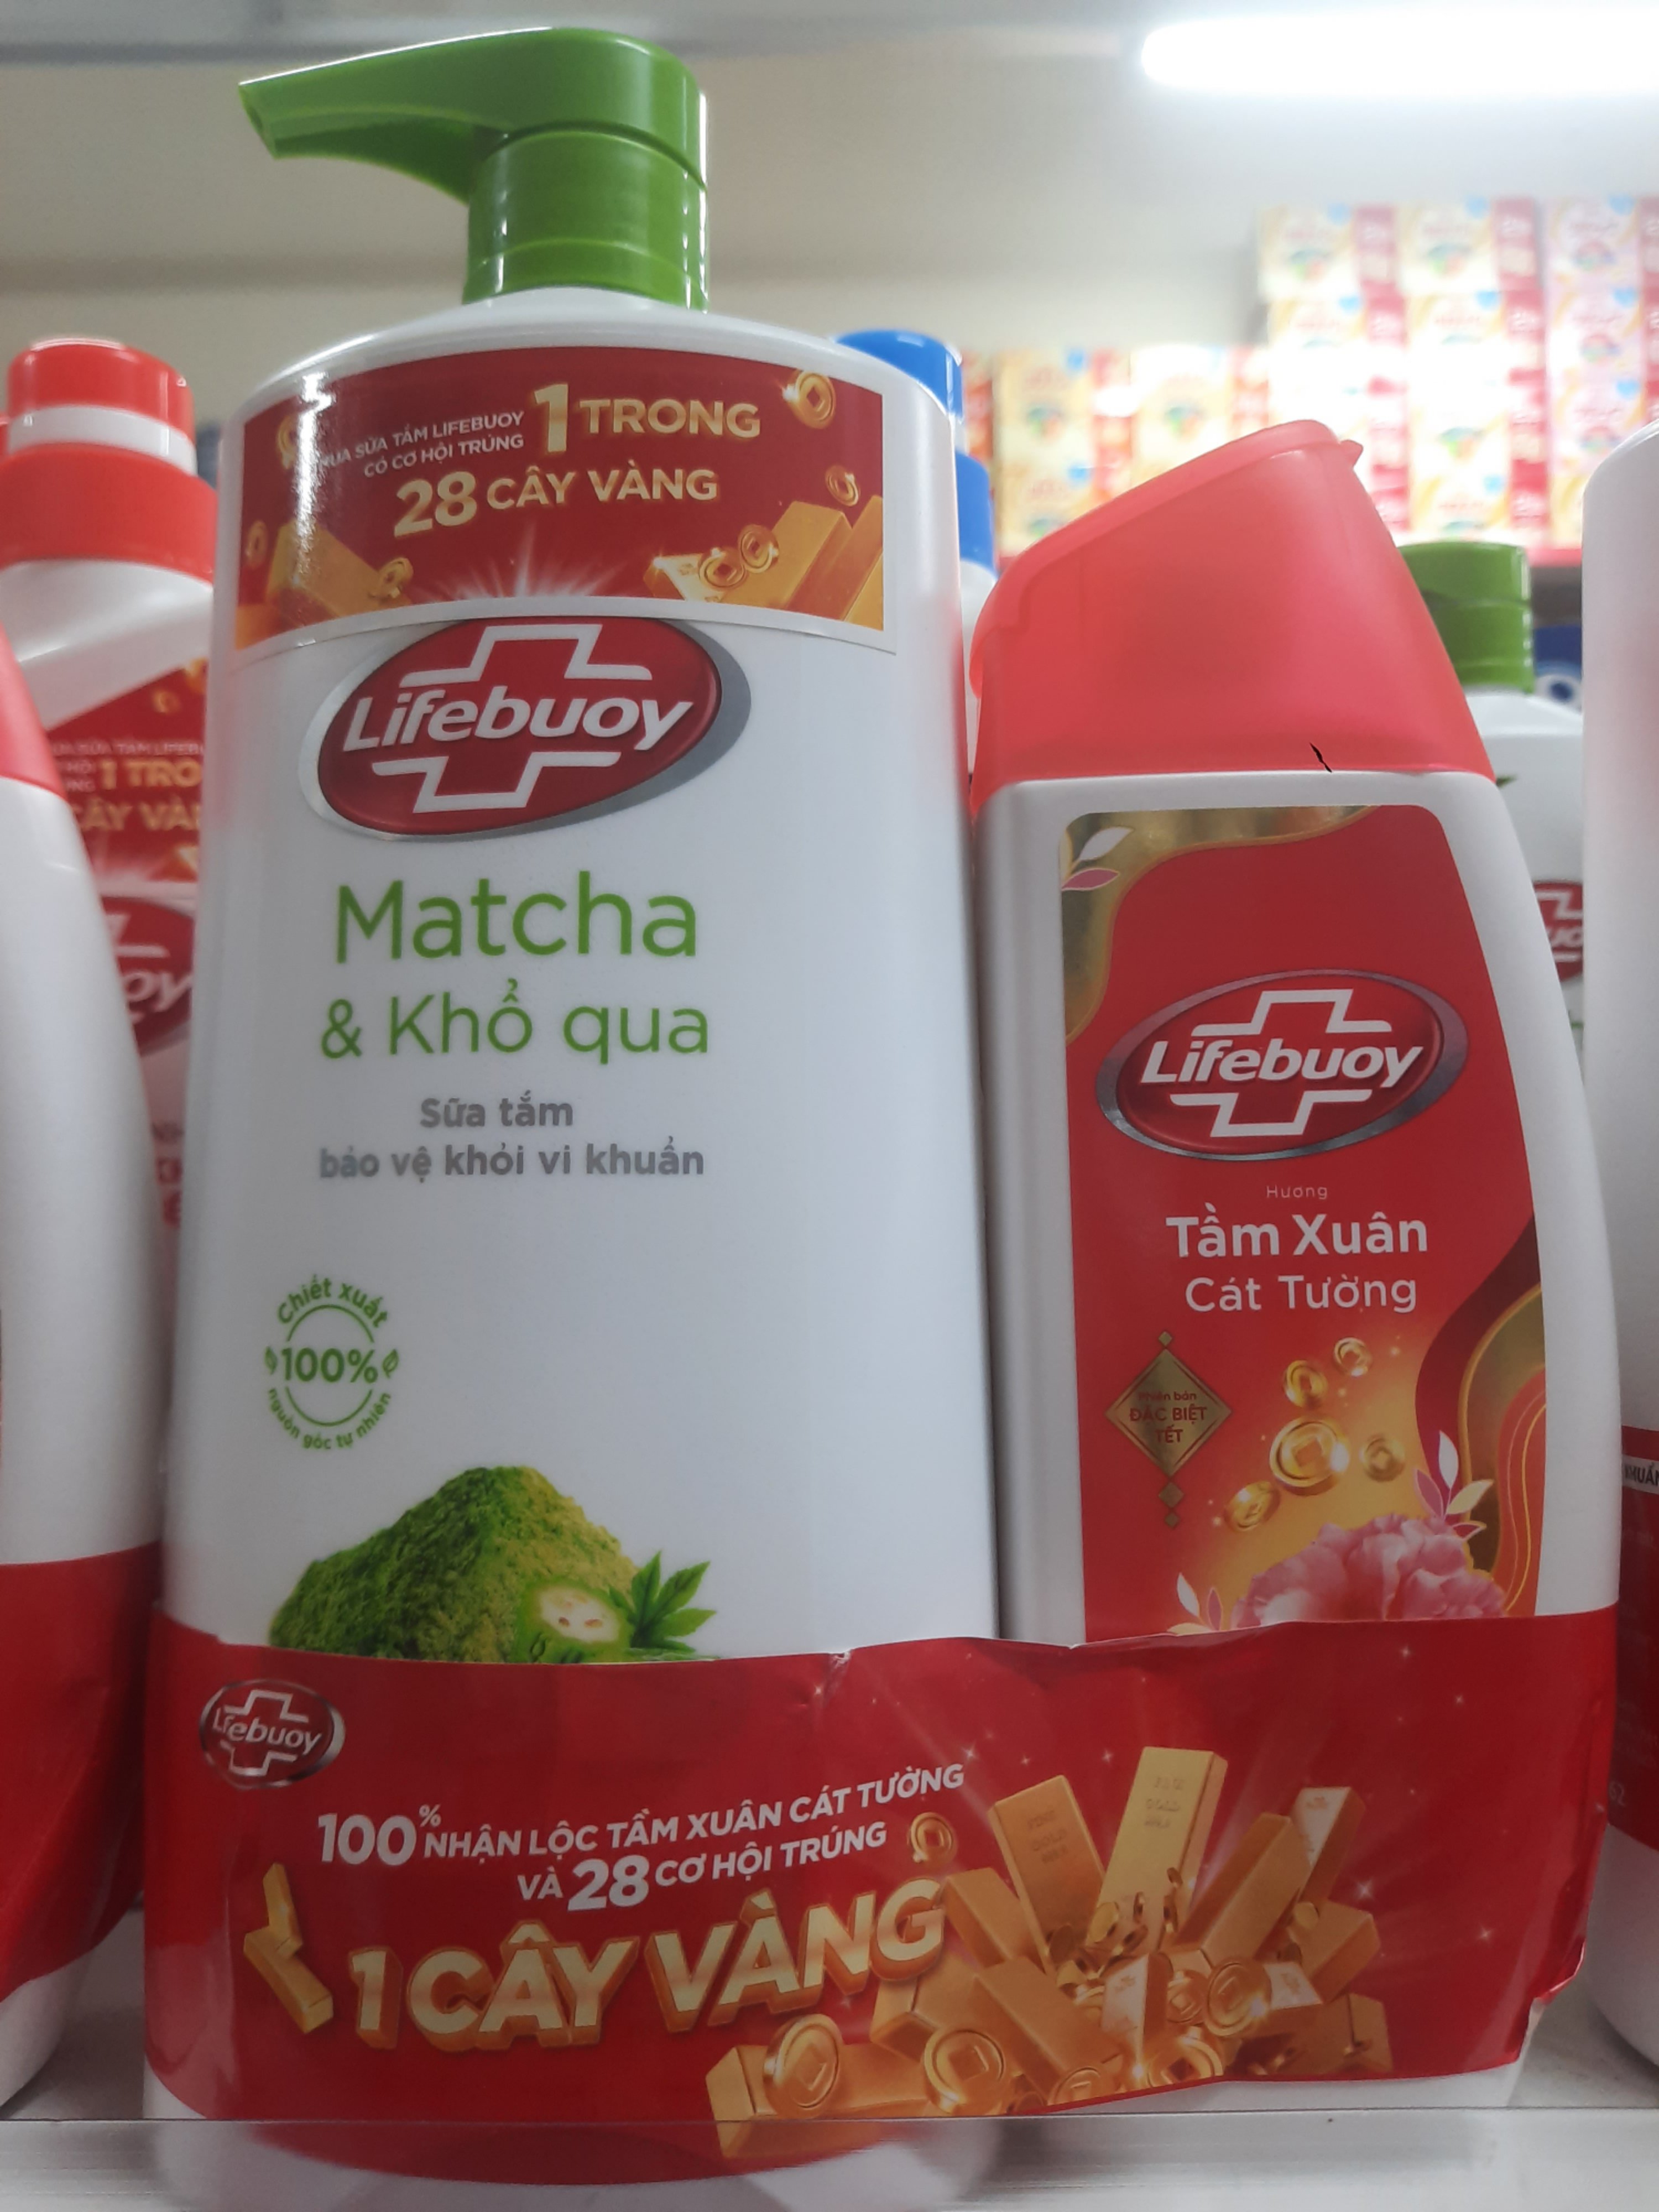 MUA SỮA TẮM LIFEBUOY
CÓ CƠ HỘI TRÚNG
1 TRONG
28 CÂY VÀNG
Lifebuoy
Matcha
& Khổ qua
Sữa tắm
bảo vệ khỏi vi khuẩn
Chiết xuất
100%
nguồn gốc tự nhiên
Lifebuoy
Hương
Tầm Xuân
Cát Tường
Phiên bản
ĐẶC BIỆT
TẾT
Lifebuoy
100% NHẬN LỘC TẦM XUÂN CÁT TƯỜNG
VÀ 28 CƠ HỘI TRÚNG
1 CÂY VÀNG